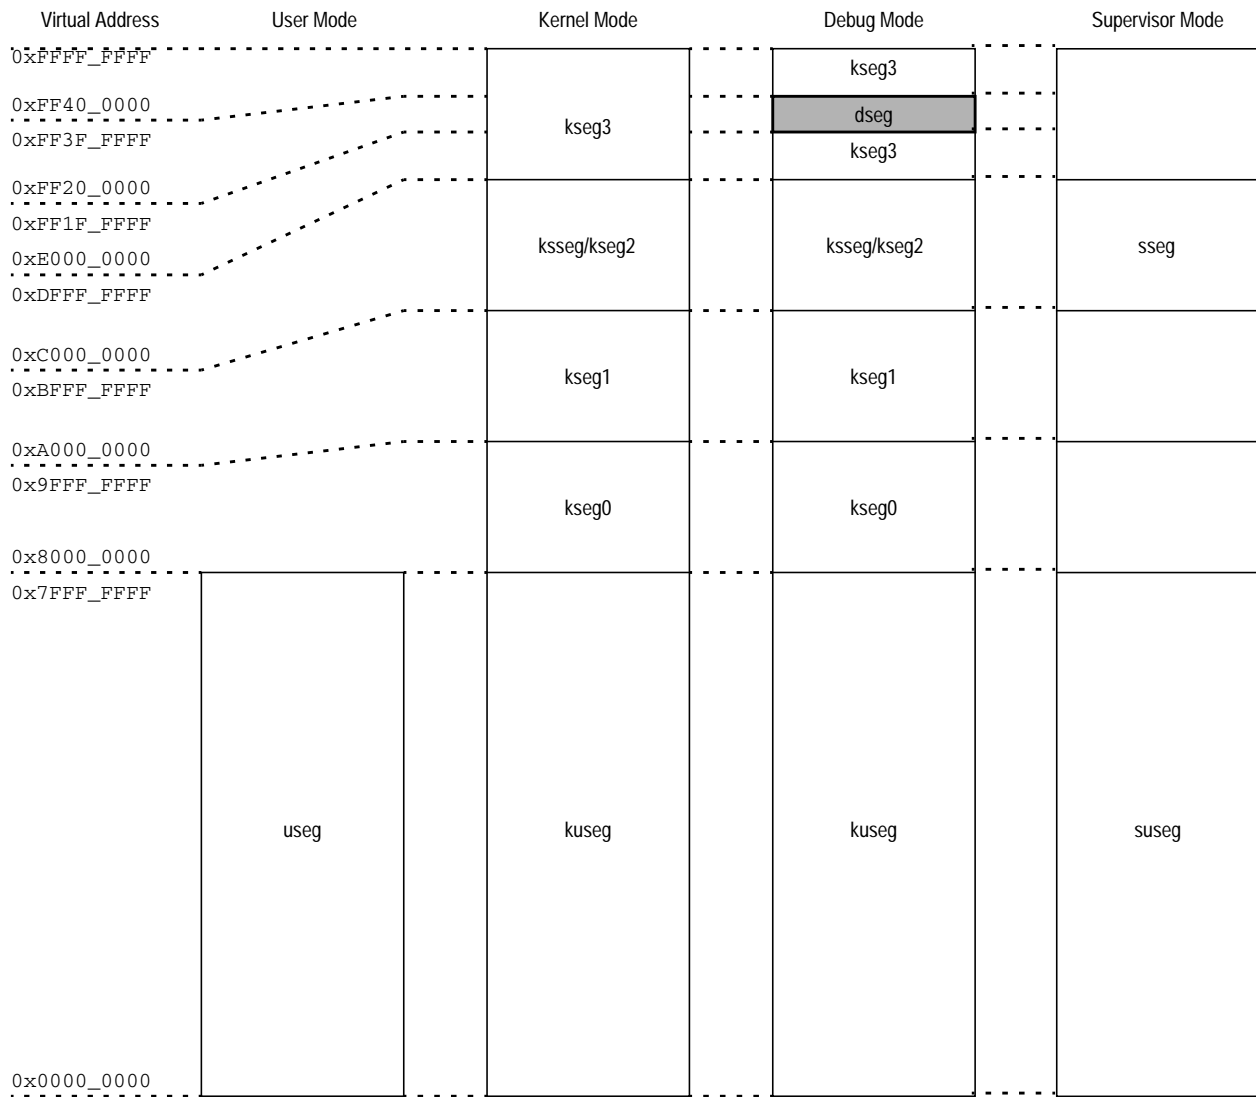 Virtual Address User Mode Kernel Mode Debug Mode Supervisor Mode
0xFFFF_FFFF
kseg3
0xFF40_0000
dseg
kseg3
0xFF3F_FFFF
kseg3
0xFF20_0000
0xFF1F_FFFF
ksseg/kseg2 ksseg/kseg2 sseg
0xE000_0000
0xDFFF_FFFF
0xC000_0000
kseg1 kseg1
0xBFFF_FFFF
0xA000_0000
0x9FFF_FFFF
kseg0 kseg0
0x8000_0000
0x7FFF_FFFF
useg kuseg kuseg suseg
0x0000_0000